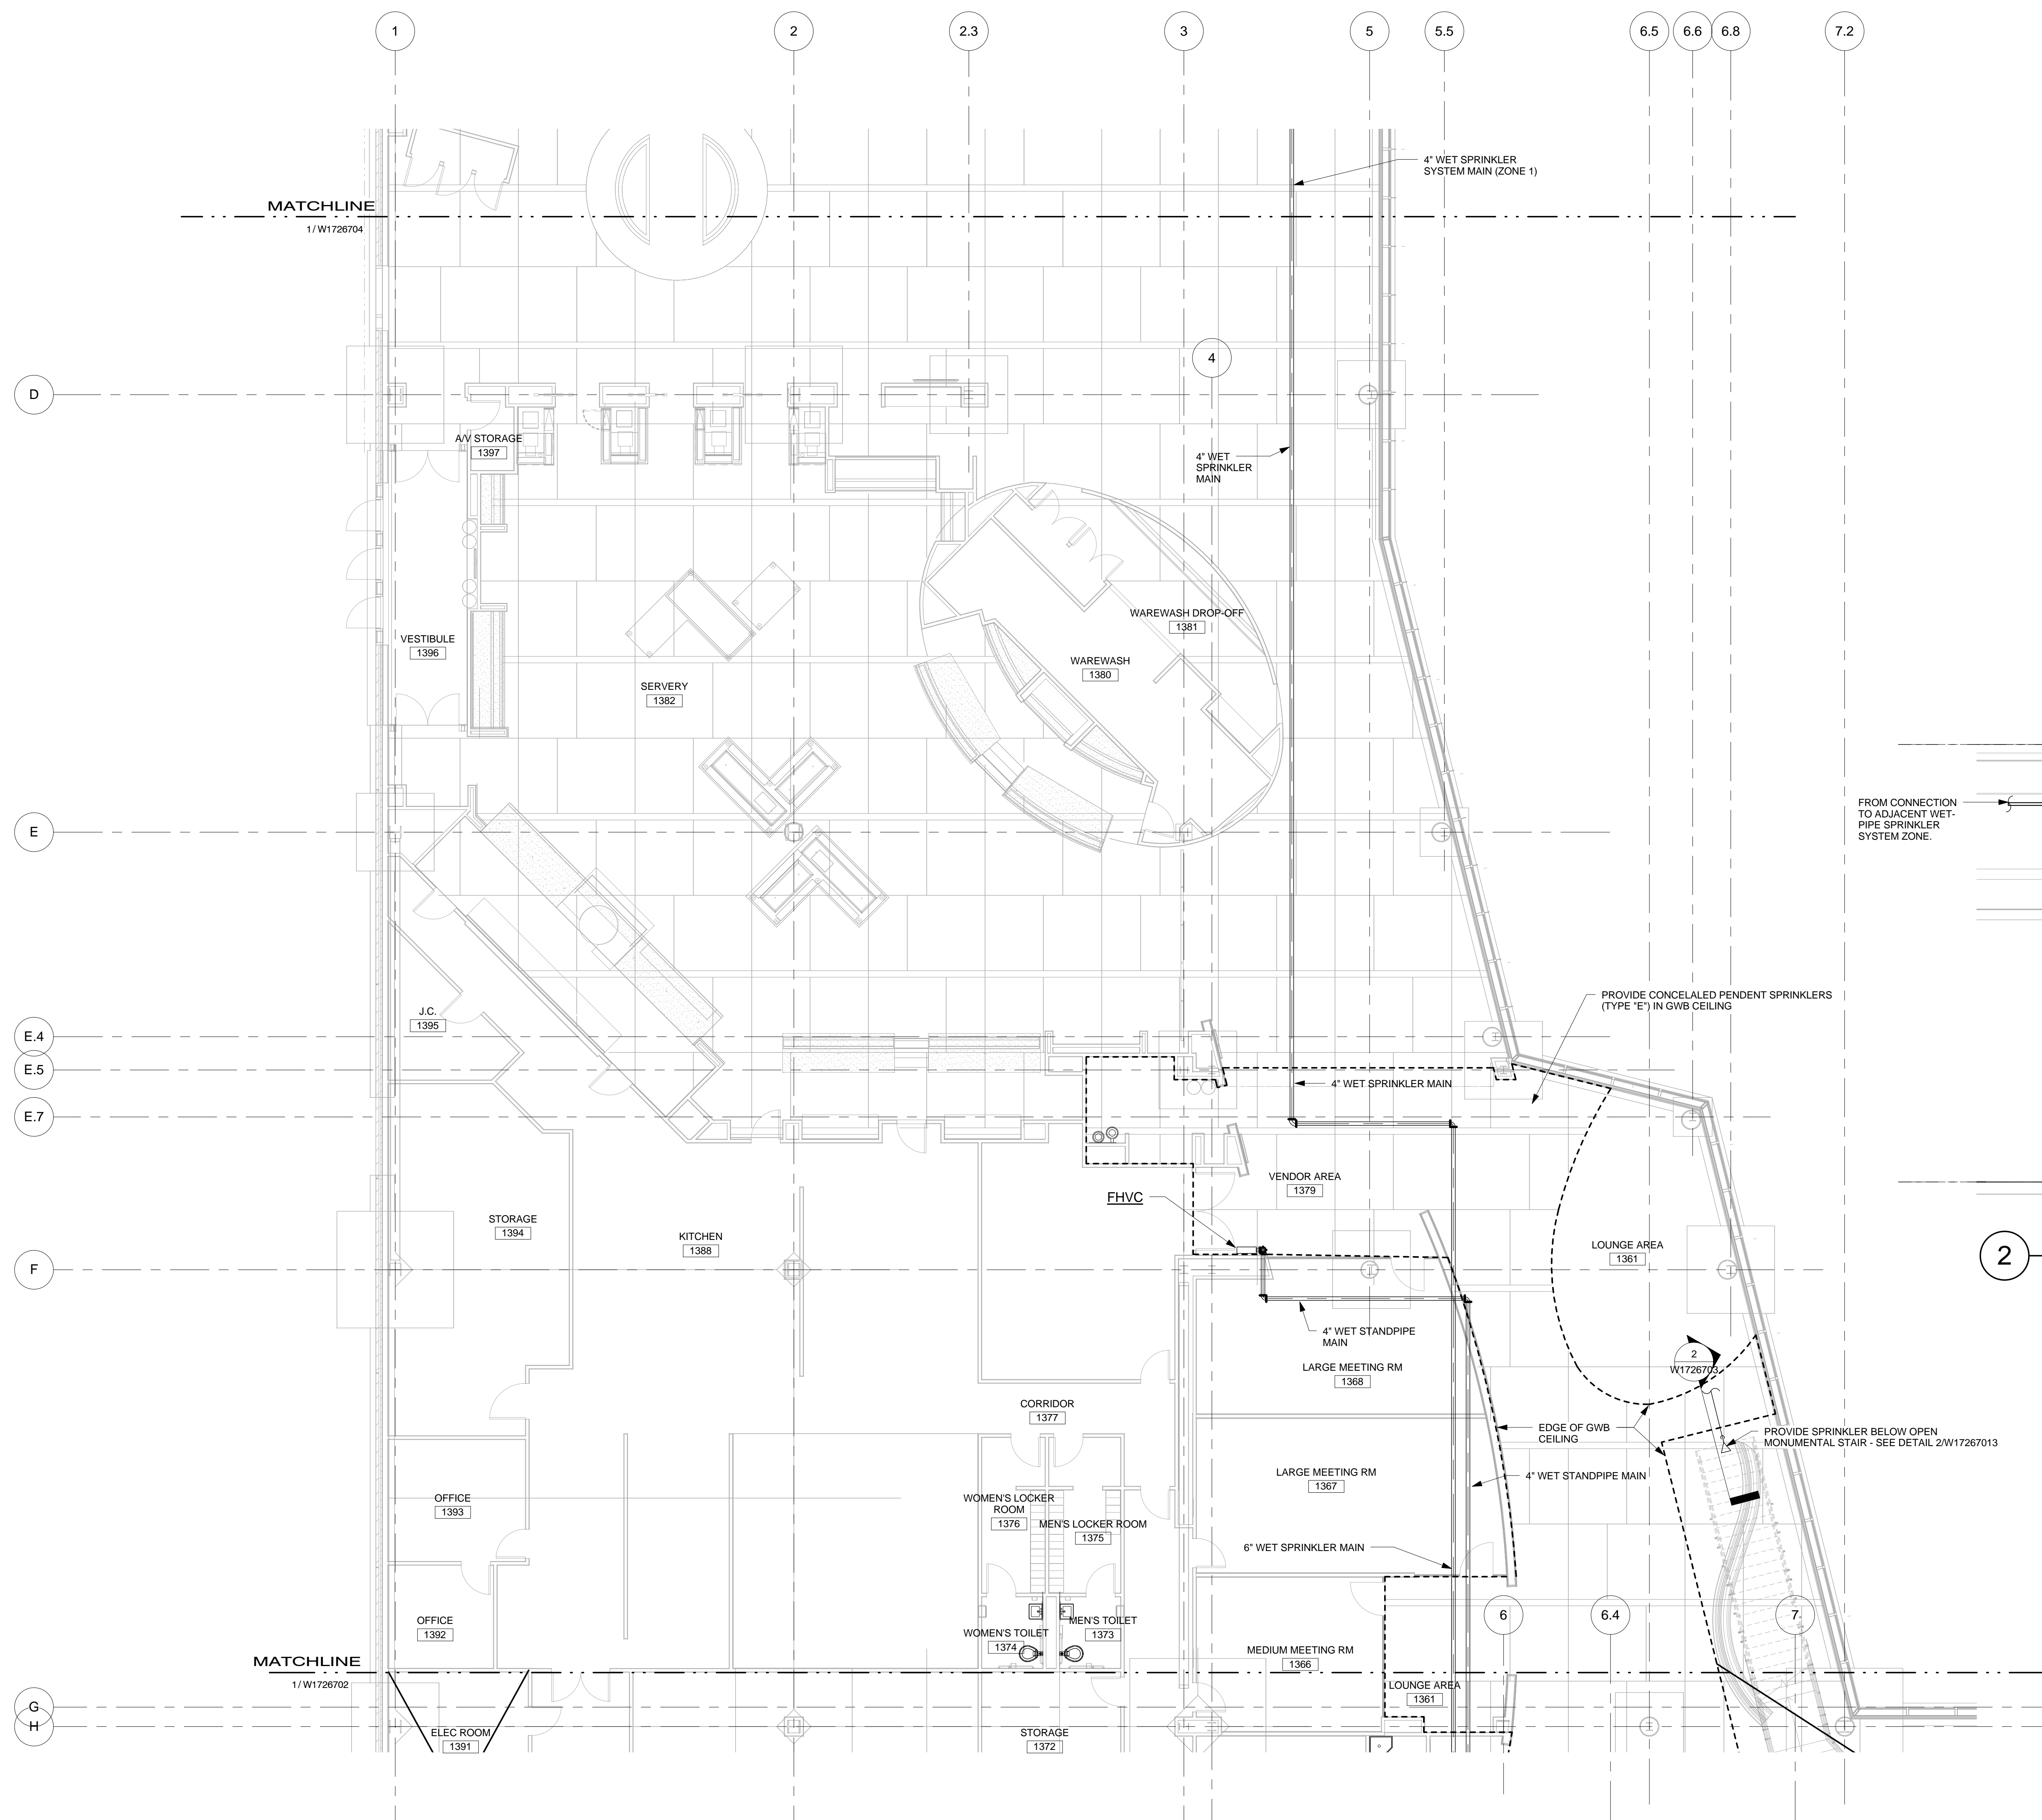 1
2
2.3
3
5
5.5
6.5
6.6
6.8
7.2
4" WET SPRINKLER
SYSTEM MAIN (ZONE 1)
MATCHLINE
1 / W1726704
4
D
A/V STORAGE
1397
4" WET
SPRINKLER
MAIN
WAREWASH DROP-OFF
1381
VESTIBULE
1396
WAREWASH
1380
SERVERY
1382
FROM CONNECTION
TO ADJACENT WET-
PIPE SPRINKLER
SYSTEM ZONE.
E
PROVIDE CONCELALED PENDENT SPRINKLERS
(TYPE "E") IN GWB CEILING
J.C.
1395
E.4
E.5
4" WET SPRINKLER MAIN
E.7
VENDOR AREA
1379
FHVC
STORAGE
1394
KITCHEN
1388
LOUNGE AREA
1361
2
F
4" WET STANDPIPE
MAIN
2
W1726703
LARGE MEETING RM
1368
CORRIDOR
1377
EDGE OF GWB
CEILING
PROVIDE SPRINKLER BELOW OPEN
MONUMENTAL STAIR - SEE DETAIL 2/W17267013
LARGE MEETING RM
1367
4" WET STANDPIPE MAIN
OFFICE
1393
WOMEN'S LOCKER
ROOM
1376
MEN'S LOCKER ROOM
1375
6" WET SPRINKLER MAIN
6
6.4
7
OFFICE
1392
MEN'S TOILET
1373
WOMEN'S TOILET
1374
MEDIUM MEETING RM
1366
MATCHLINE
1 / W1726702
LOUNGE AREA
1361
G
H
ELEC ROOM
1391
STORAGE
1372